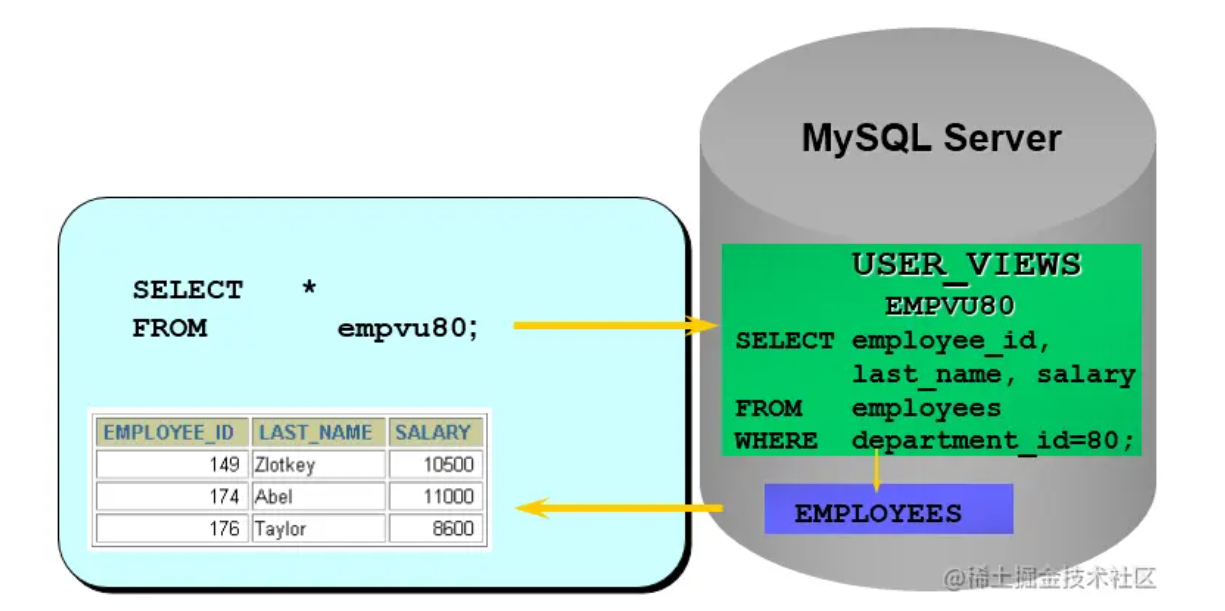 MySQL Server
SELECT *
FROM empvu80;
EMPLOYEE_ID LAST_NAME SALARY
149 Zlotkey 10500
174 Abel 11000
176 Taylor 8600
USER_VIEWS
EMPVU80
SELECT employee_id,
last_name, salary
FROM employees
WHERE department_id=80;
EMPLOYEES
@稀土掘金技术社区